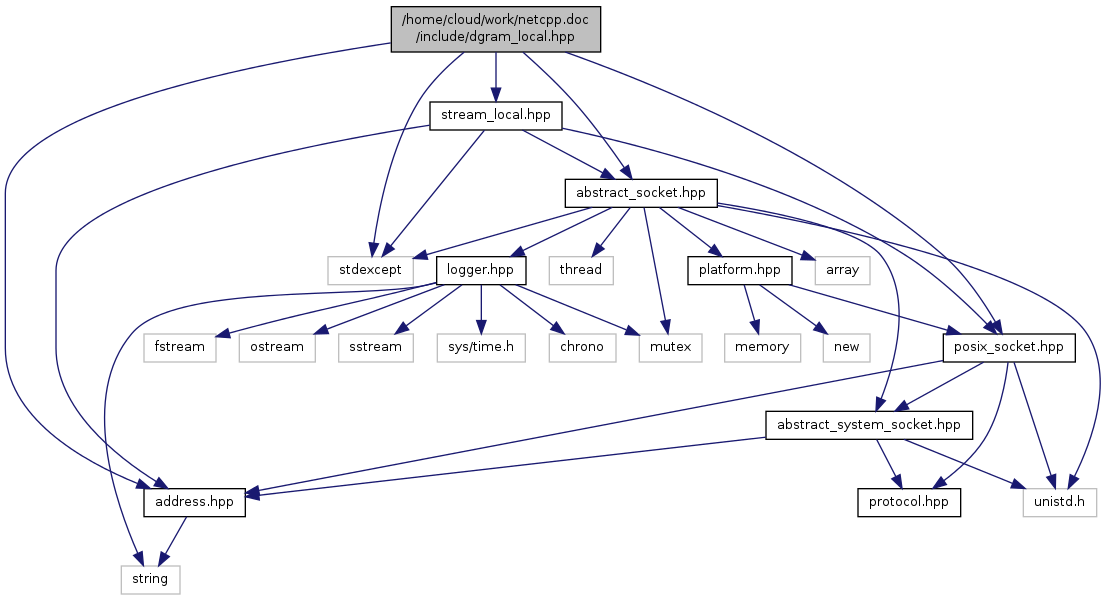 /home/cloud/work/netcpp.doc
/include/dgram_local.hpp
stream_local.hpp
abstract_socket.hpp
stdexcept
logger.hpp
thread
platform.hpp
array
fstream
ostream
sstream
sys/time.h
chrono
mutex
memory
new
posix_socket.hpp
abstract_system_socket.hpp
address.hpp
protocol.hpp
unistd.h
string